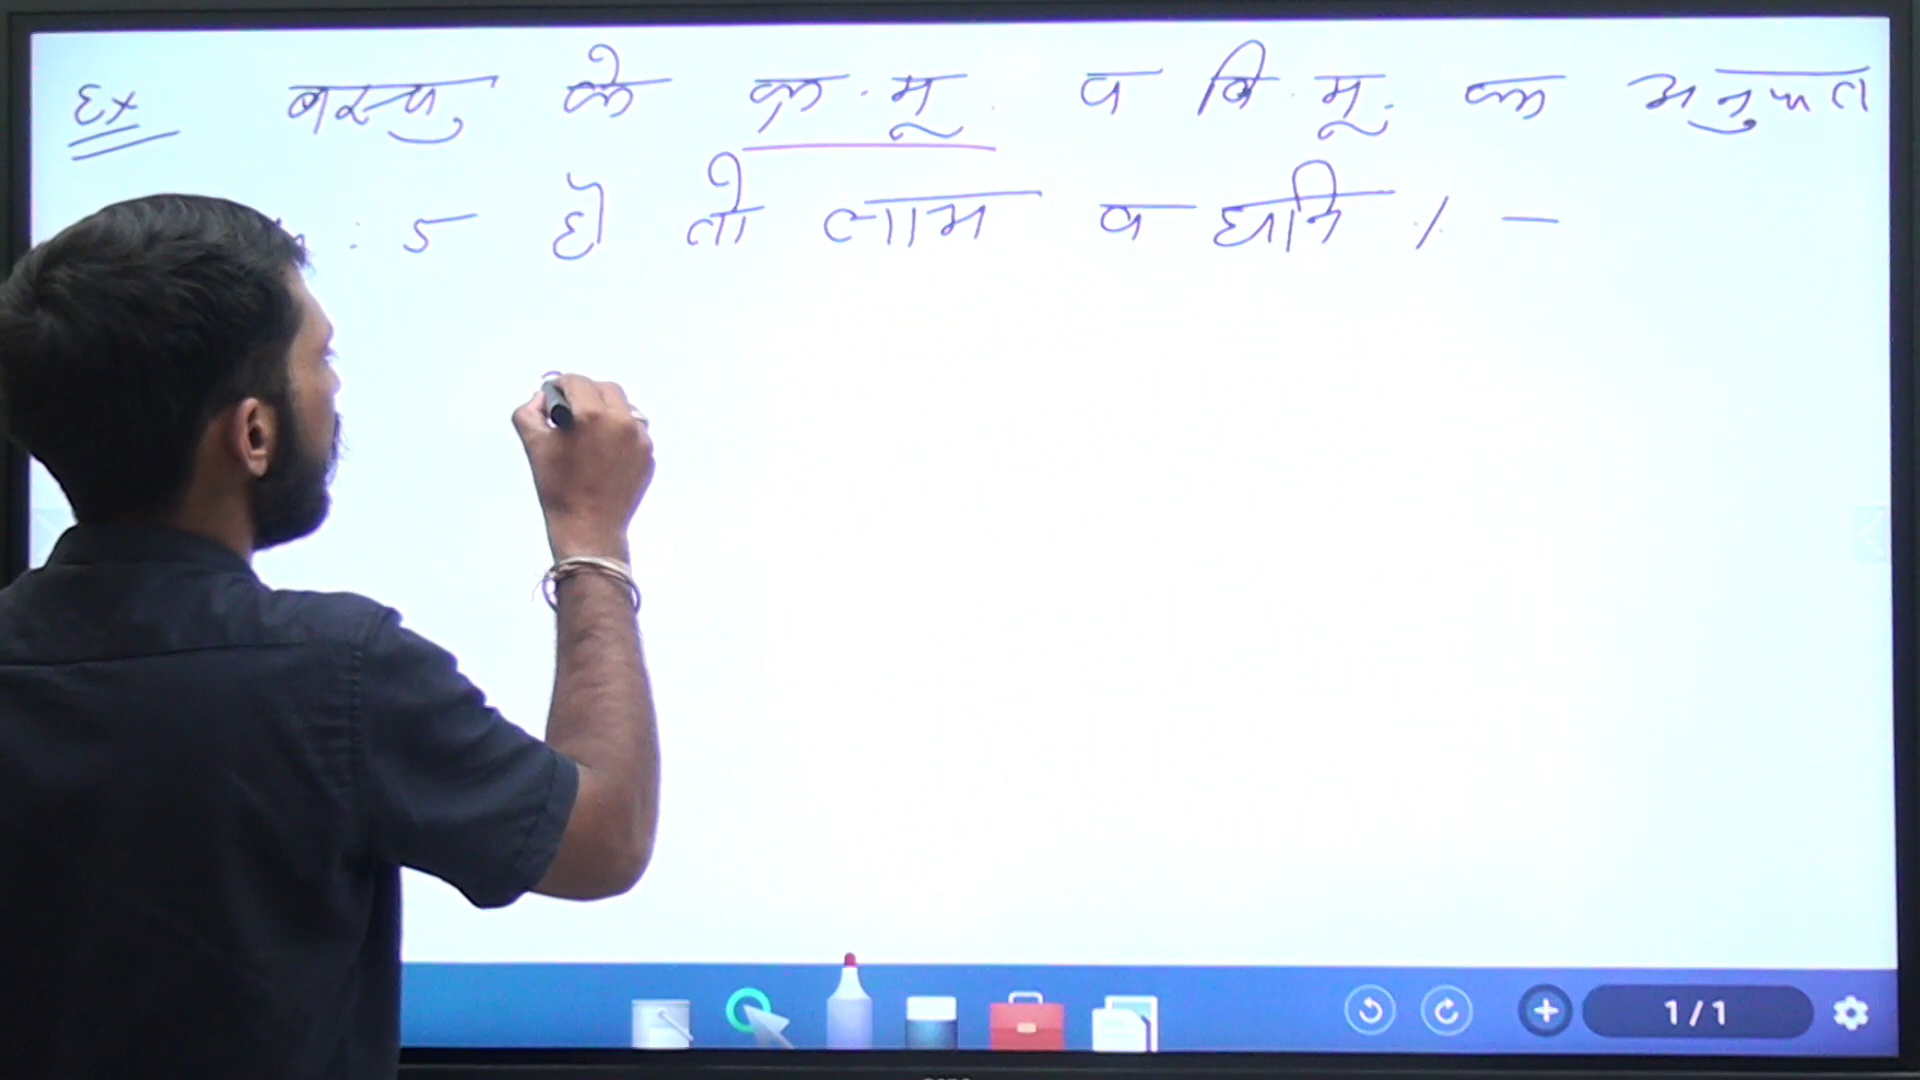 Ex वस्तु के क्र.मू. व वि.मू. का अनुपात
: 5 हो तो लाभ व हानि % -
1/1